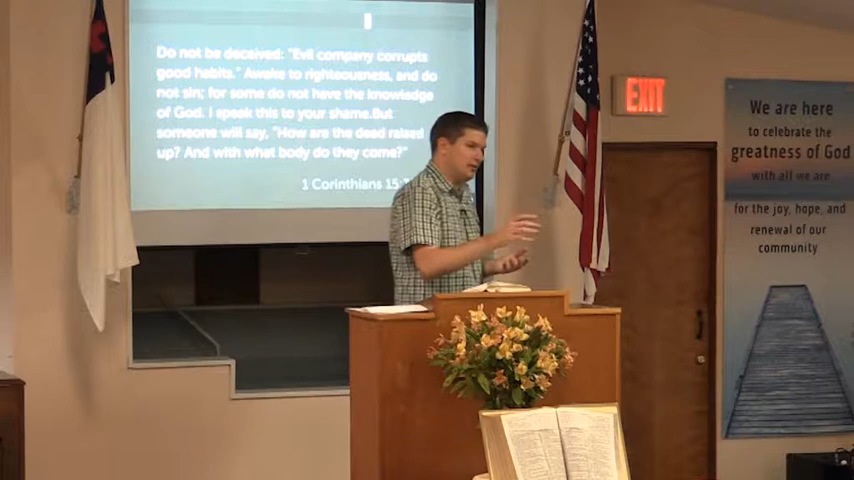 Do not be deceived: "Evil company corrupts
good habits." Awake to righteousness, and do
not sin; for some do not have the knowledge
of God. I speak this to your shame.But
someone will say, "How are the dead raised
up? And with what body do they come?"
1 Corinthians 15:
EXIT
We are HERE
to celebrate the
GREATNESS of GOD
with all we are
for the joy, hope, and
renewal of our
community